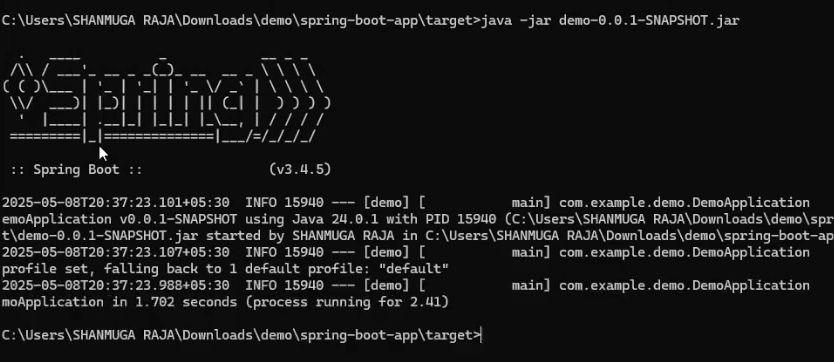 C:\Users\SHANMUGA RAJA\Downloads\demo\spring-boot-app\target>java -jar demo-0.0.1-SNAPSHOT.jar
  .   ____          _            __ _ _
 /\\ / ___'_ __ _ _(_)_ __  __ _ \ \ \ \
( ( )\___ | '_ | '_| | '_ \/ _` | \ \ \ \
 \\/  ___)| |_)| | | | | || (_| |  ) ) ) )
  '  |____| .__|_| |_|_| |_\__, | / / / /
 =========|_|==============|___/=/_/_/_/
 :: Spring Boot ::                (v3.4.5)
2025-05-08T20:37:23.101+05:30  INFO 15940 --- [demo] [           main] com.example.demo.DemoApplication
emoApplication v0.0.1-SNAPSHOT using Java 24.0.1 with PID 15940 (C:\Users\SHANMUGA RAJA\Downloads\demo\spr
t\demo-0.0.1-SNAPSHOT.jar started by SHANMUGA RAJA in C:\Users\SHANMUGA RAJA\Downloads\demo\spring-boot-ap
2025-05-08T20:37:23.107+05:30  INFO 15940 --- [demo] [           main] com.example.demo.DemoApplication
profile set, falling back to 1 default profile: "default"
2025-05-08T20:37:23.988+05:30  INFO 15940 --- [demo] [           main] com.example.demo.DemoApplication
moApplication in 1.702 seconds (process running for 2.41)
C:\Users\SHANMUGA RAJA\Downloads\demo\spring-boot-app\target>